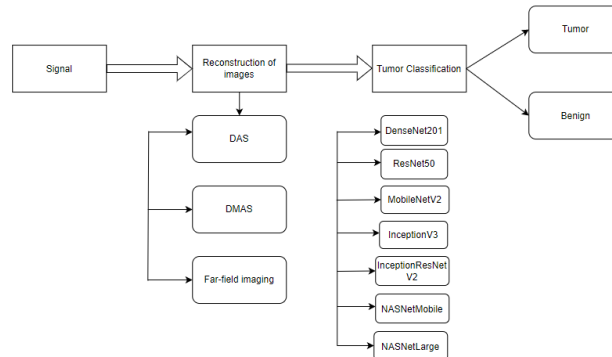 Signal
Reconstruction of
images
Tumor Classification
Tumor
Benign
DAS
DMAS
Far-field imaging
DenseNet201
ResNet50
MobileNetV2
InceptionV3
InceptionResNet
V2
NASNetMobile
NASNetLarge